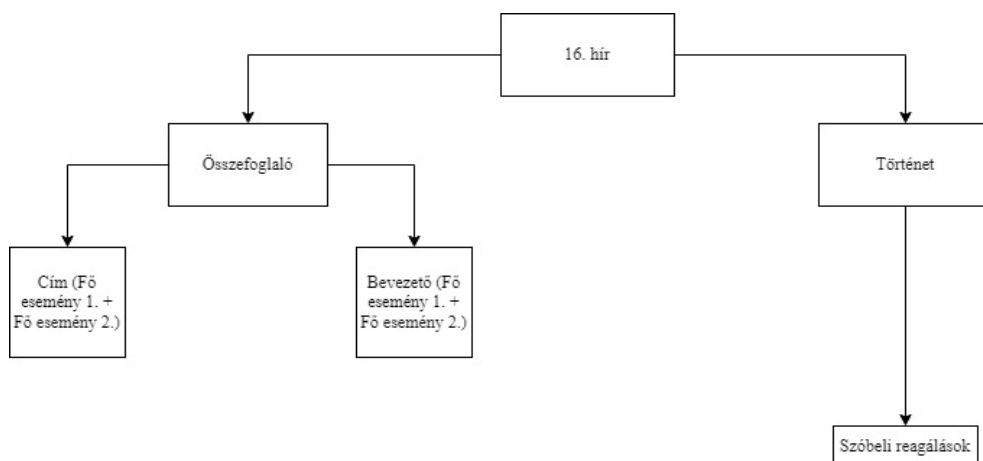 16. hír
Összefoglaló
Történet
Cím (Fő
esemény 1. +
Fő esemény 2.)
Bevezető (Fő
esemény 1. +
Fő esemény 2.)
Szóbeli reagálások